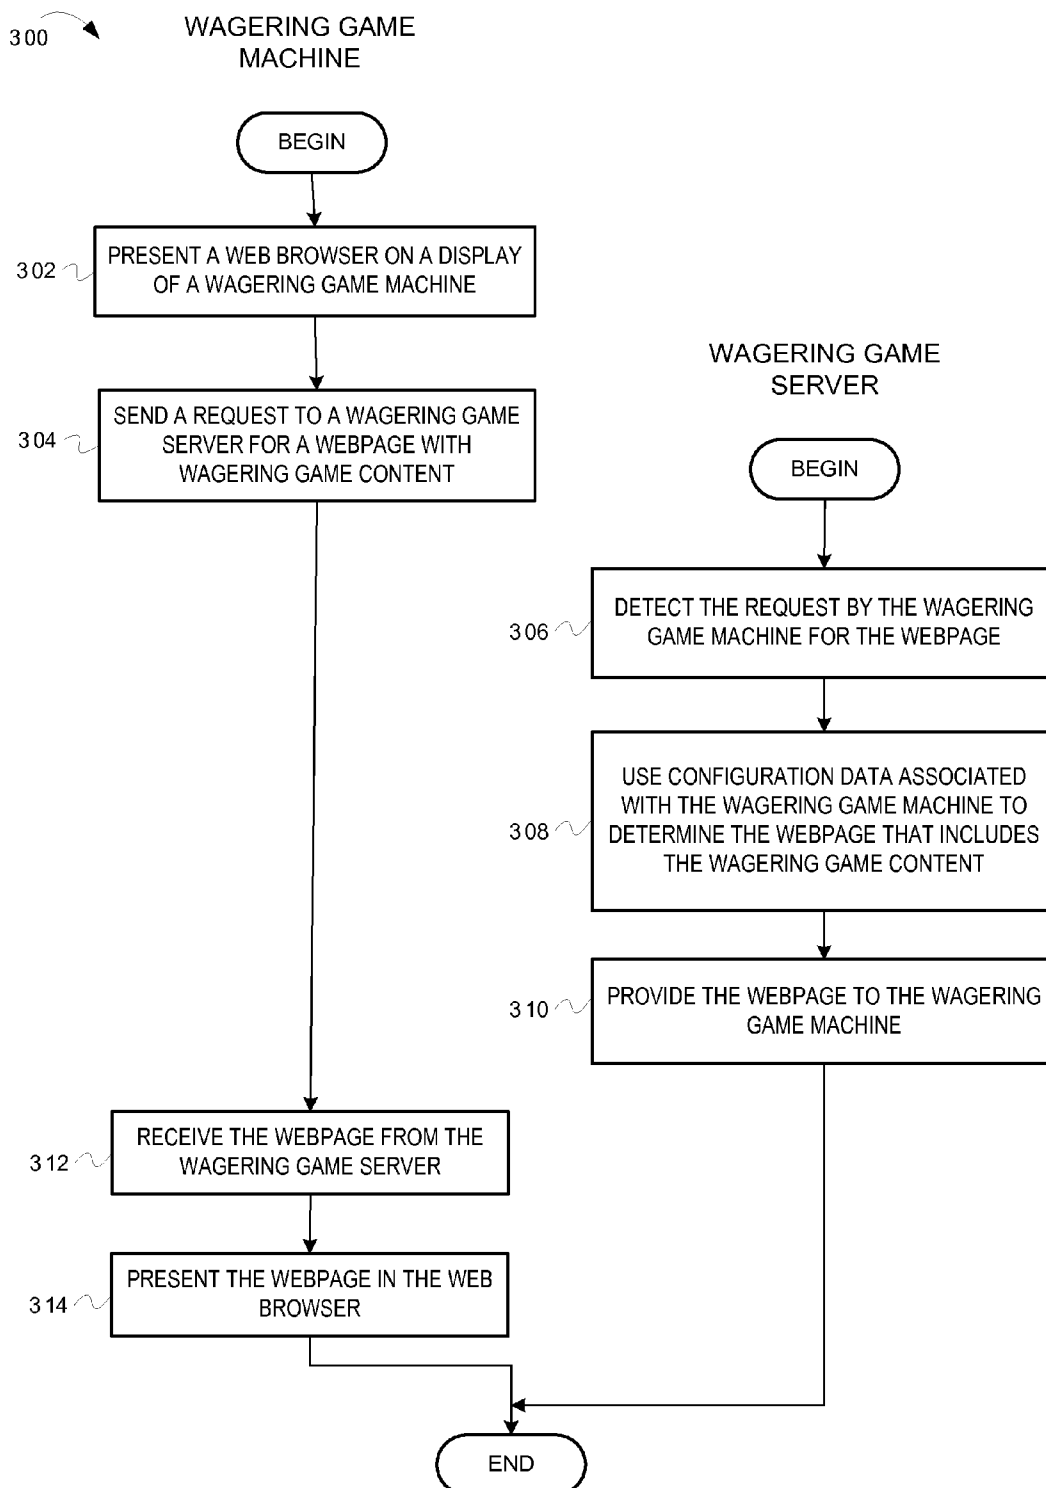 300
WAGERING GAME
MACHINE
BEGIN
302
PRESENT A WEB BROWSER ON A DISPLAY
OF A WAGERING GAME MACHINE
304
SEND A REQUEST TO A WAGERING GAME
SERVER FOR A WEBPAGE WITH
WAGERING GAME CONTENT
WAGERING GAME
SERVER
BEGIN
306
DETECT THE REQUEST BY THE WAGERING
GAME MACHINE FOR THE WEBPAGE
308
USE CONFIGURATION DATA ASSOCIATED
WITH THE WAGERING GAME MACHINE TO
DETERMINE THE WEBPAGE THAT INCLUDES
THE WAGERING GAME CONTENT
310
PROVIDE THE WEBPAGE TO THE WAGERING
GAME MACHINE
312
RECEIVE THE WEBPAGE FROM THE
WAGERING GAME SERVER
314
PRESENT THE WEBPAGE IN THE WEB
BROWSER
END